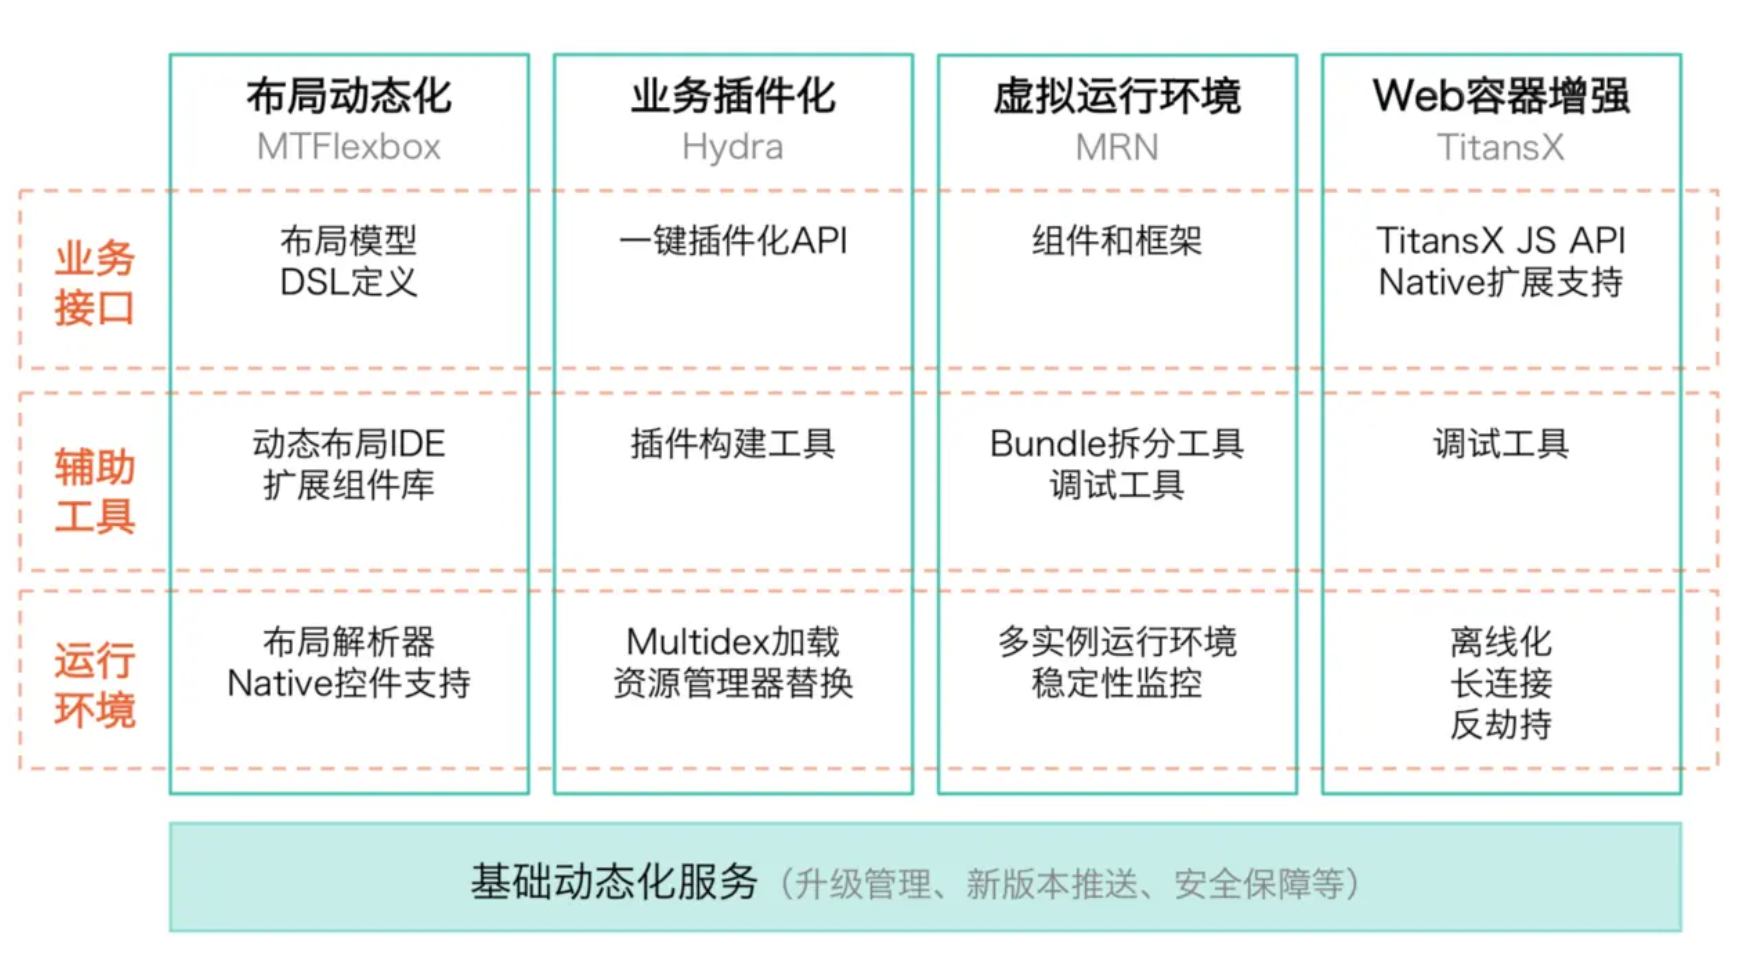 布局动态化
MTFlexbox
业务插件化
Hydra
虚拟运行环境
MRN
Web容器增强
TitansX
业务
接口
布局模型
DSL定义
一键插件化API
组件和框架
TitansX JS API
Native扩展支持
辅助
工具
动态布局IDE
扩展组件库
插件构建工具
Bundle拆分工具
调试工具
调试工具
运行
环境
布局解析器
Native控件支持
Multidex加载
资源管理器替换
多实例运行环境
稳定性监控
离线化
长连接
反劫持
基础动态化服务（升级管理、新版本推送、安全保障等）